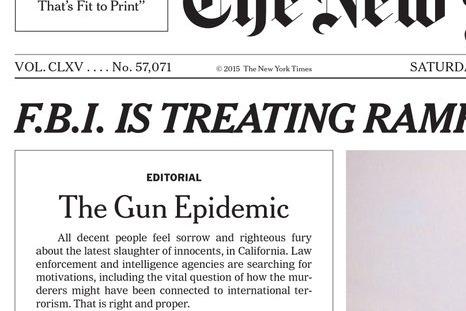 That's Fit to Print"
The New
VOL. CLXV .... No. 57,071
© 2015 The New York Times
SATURDA
F.B.I. IS TREATING RAM
EDITORIAL
The Gun Epidemic
All decent people feel sorrow and righteous fury
about the latest slaughter of innocents, in California. Law
enforcement and intelligence agencies are searching for
motivations, including the vital question of how the mur-
derers might have been connected to international ter-
rorism. That is right and proper.